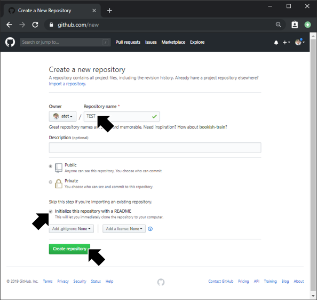 Create a New Repository
github.com/new
Search or jump to...
Pull requests Issues Marketplace Explore
Create a new repository
A repository contains all project files, including the revision history. Already have a project repository elsewhere?
Import a repository.
Owner Repository name *
/ TEST
Great repository names are and memorable. Need inspiration? How about
Description (optional)
Public
Anyone can see this repository. You choose who can commit.
Private
You choose who can see and commit to this repository.
Skip this step if you're importing an existing repository.
Initialize this repository with a README
This will let you immediately clone the repository to your computer.
Add .gitignore: None Add a license: None
Create repository
© 2019 GitHub, Inc. Terms Privacy Security Status Help Contact GitHub Pricing API Training Blog About